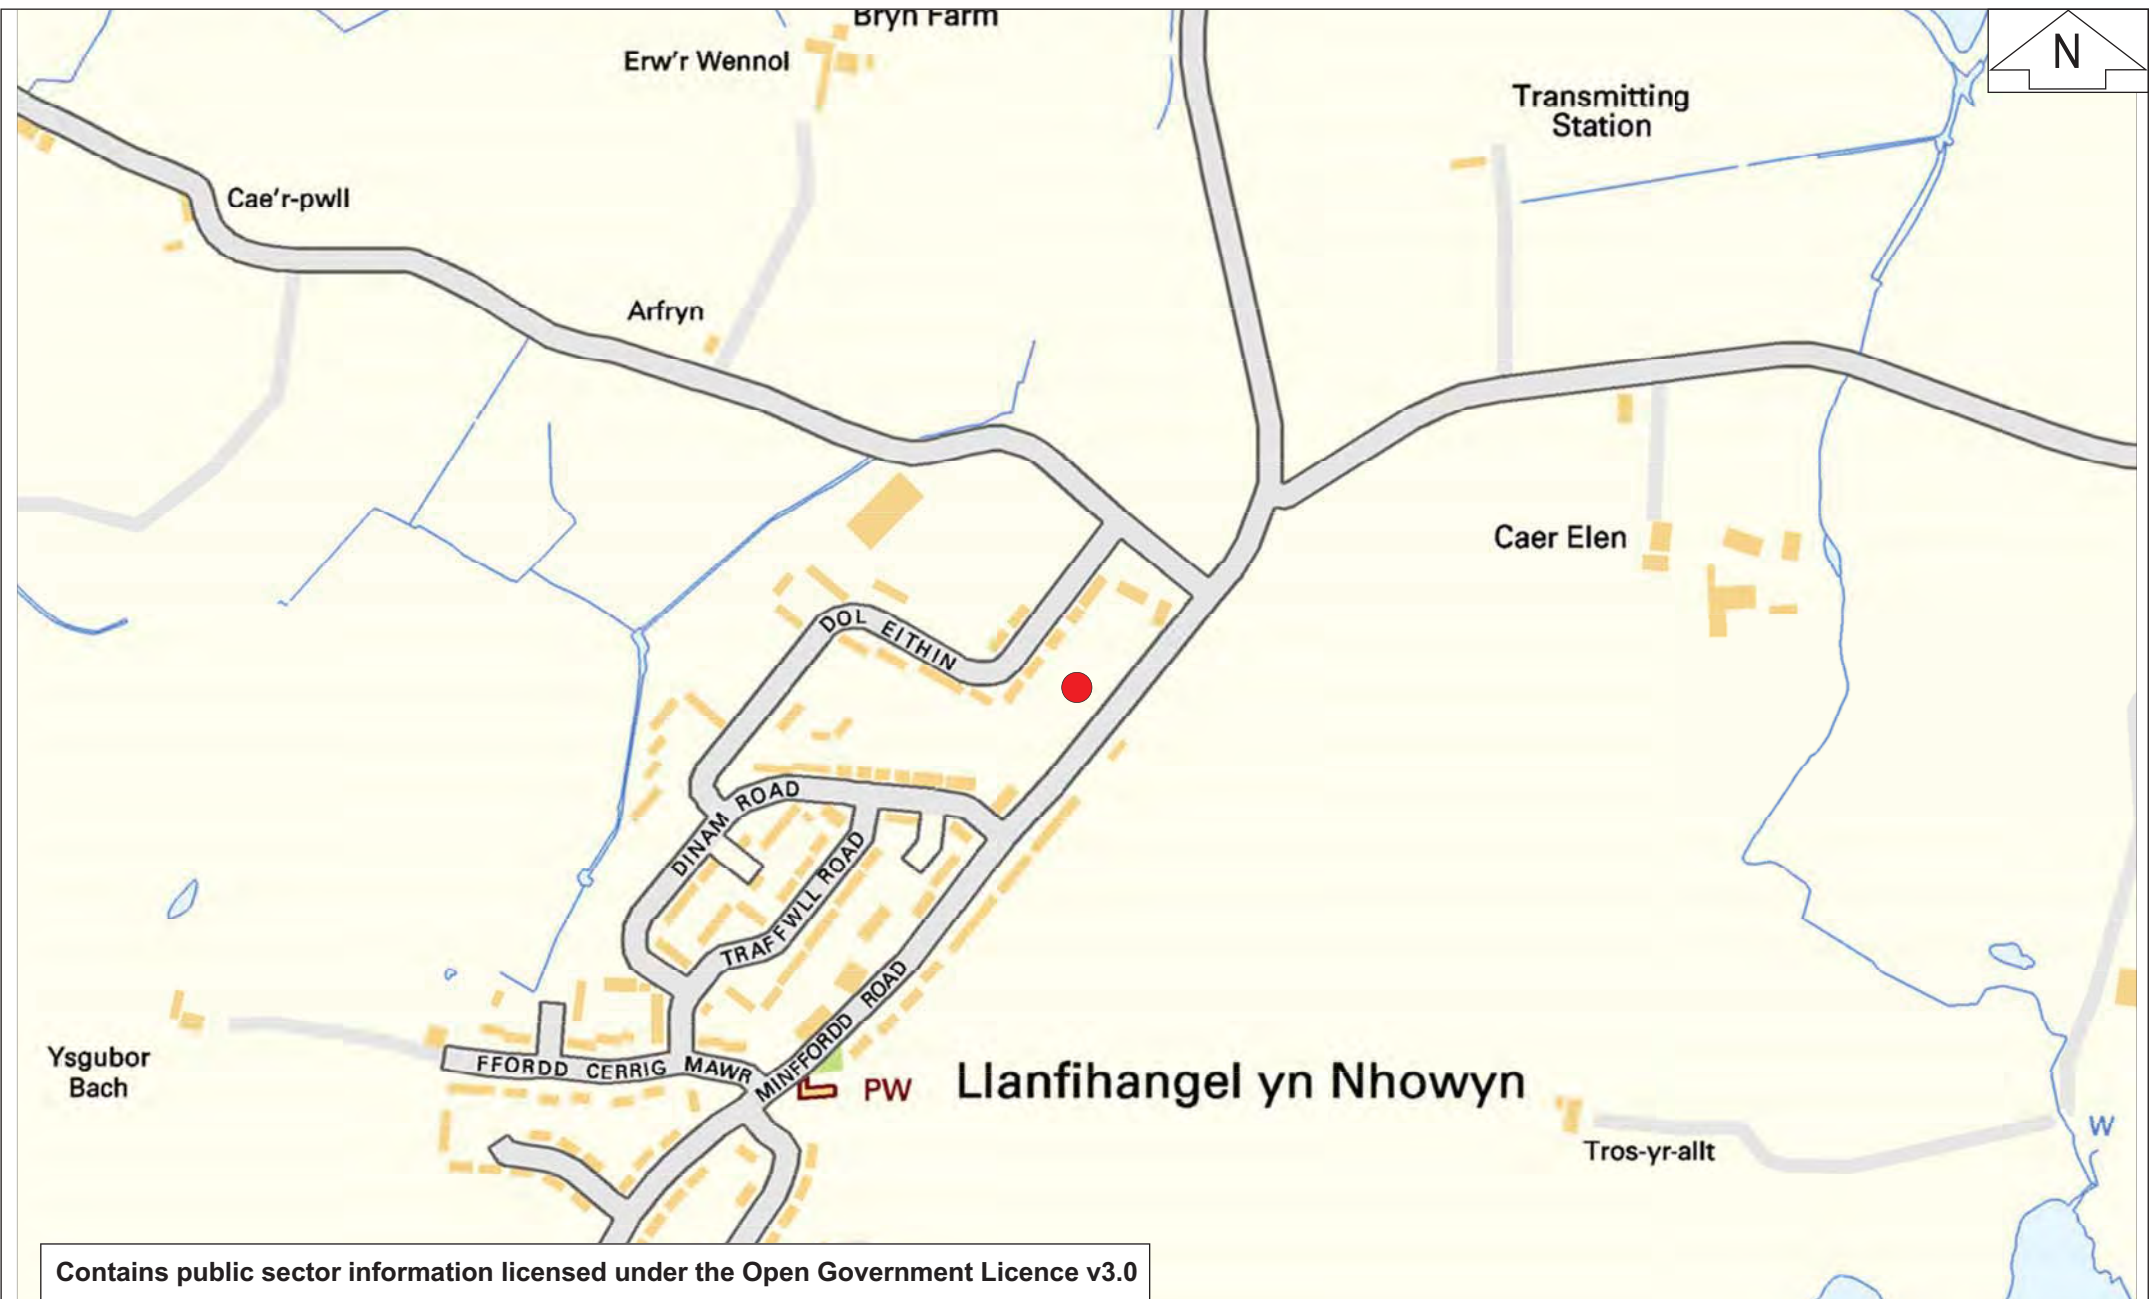 Bryn Farm
Erw'r Wennol
N
Transmitting
Station
Cae'r-pwll
Arfryn
Caer Elen
DOL EITHIN
DINAM ROAD
TRAFFWLL ROAD
MINFFORDD ROAD
FFORDD CERRIG MAWR
Ysgubor
Bach
PW
Llanfihangel yn Nhowyn
Tros-yr-allt
W
Contains public sector information licensed under the Open Government Licence v3.0